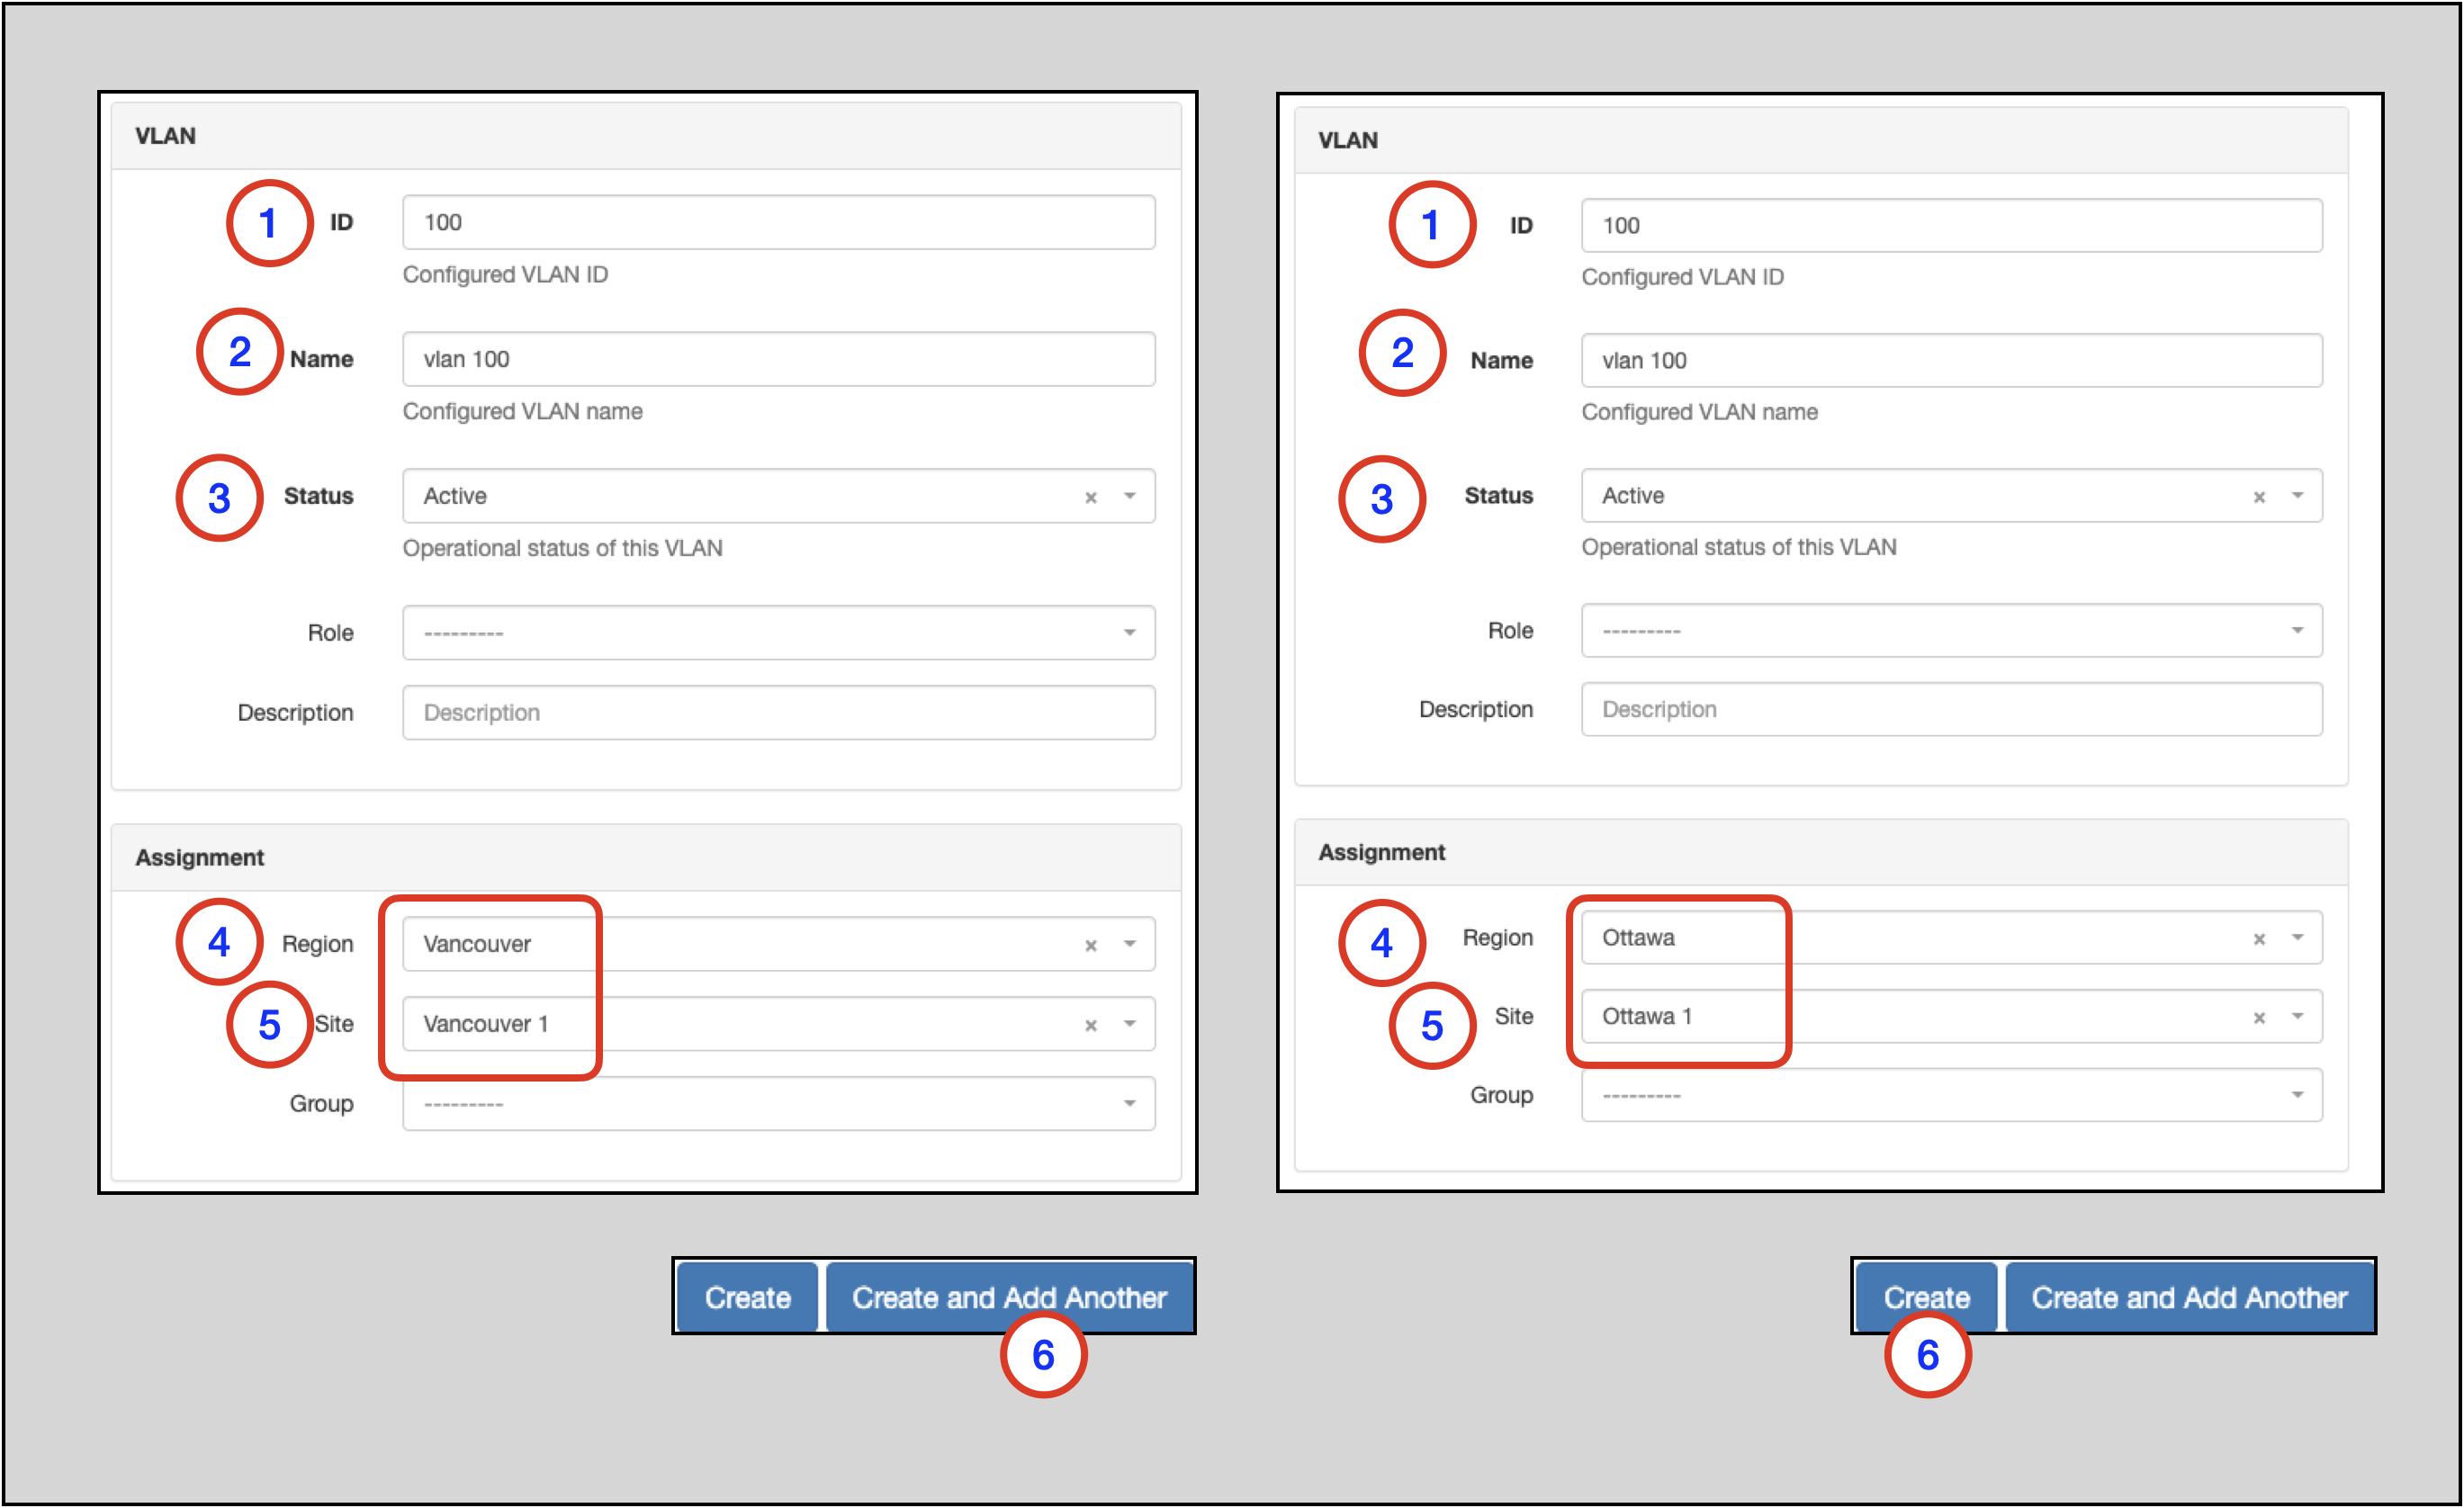 VLAN
1 ID 100
Configured VLAN ID
2 Name vlan 100
Configured VLAN name
3 Status Active × 
Operational status of this VLAN
Role ---------
Description Description
Assignment
4 Region Vancouver ×
5 Site Vancouver 1 ×
Group ---------
Create Create and Add Another
6
VLAN
1 ID 100
Configured VLAN ID
2 Name vlan 100
Configured VLAN name
3 Status Active ×
Operational status of this VLAN
Role ---------
Description Description
Assignment
4 Region Ottawa ×
5 Site Ottawa 1 ×
Group ---------
Create Create and Add Another
6